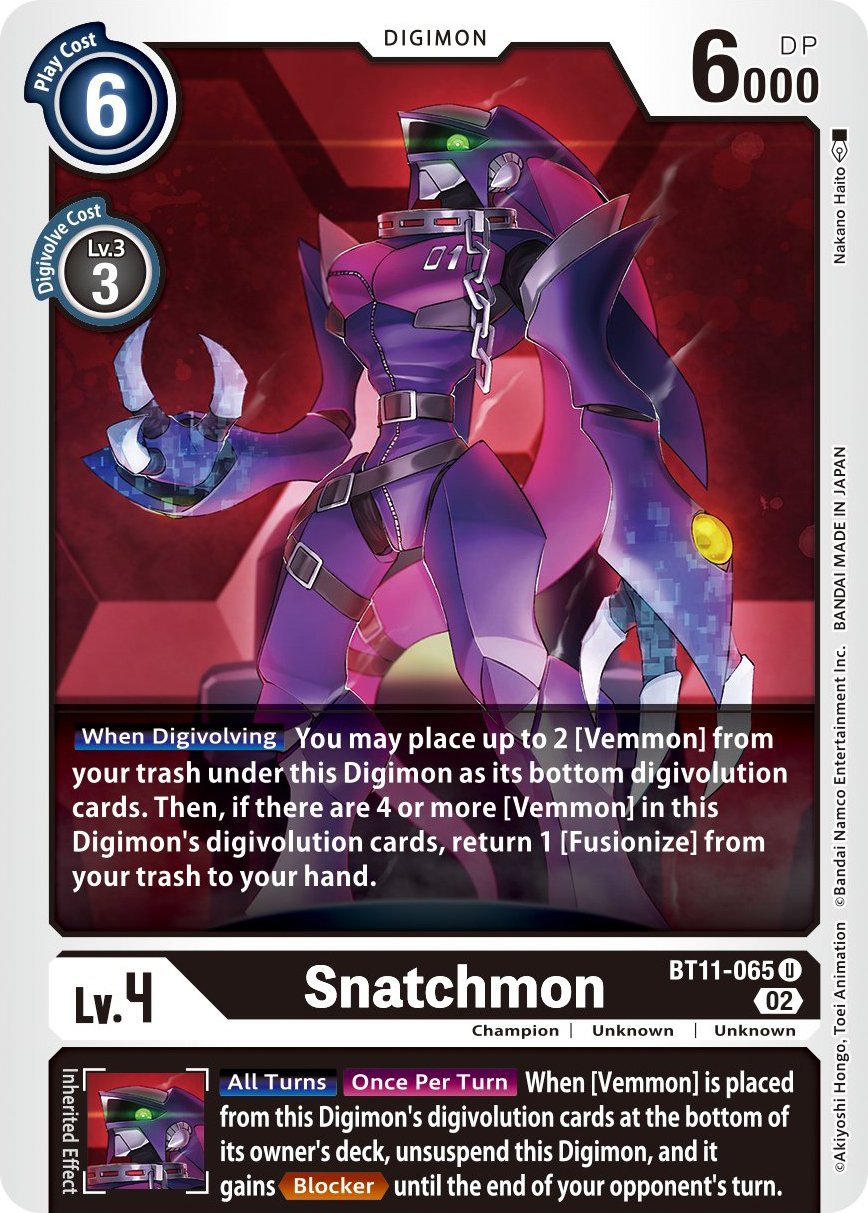 DIGIMON
Play Cost
6
DP
6000
Digivolve Cost
Lv.3
3
01
Nakano Haito
BANDAI MADE IN JAPAN
©Akiyoshi Hongo, Toei Animation ©Bandai Namco Entertainment Inc.
When Digivolving You may place up to 2 [Vemmon] from
your trash under this Digimon as its bottom digivolution
cards. Then, if there are 4 or more [Vemmon] in this
Digimon's digivolution cards, return 1 [Fusionize] from
your trash to your hand.
Lv.4
Snatchmon
BT11-065 U
02
Champion | Unknown | Unknown
Inherited Effect
All Turns Once Per Turn When [Vemmon] is placed
from this Digimon's digivolution cards at the bottom of
its owner's deck, unsuspend this Digimon, and it
gains Blocker until the end of your opponent's turn.